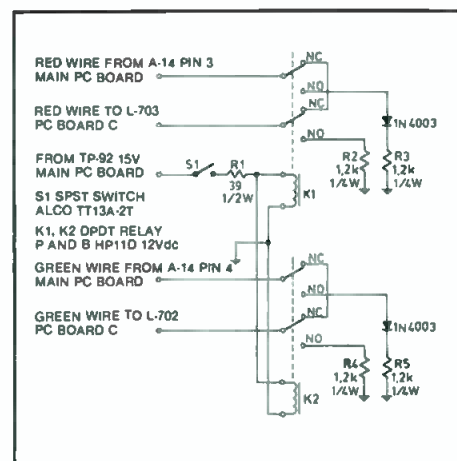 RED WIRE FROM A-14 PIN 3
MAIN PC BOARD
NC
NO
RED WIRE TO L-703
PC BOARD C
NC
1N4003
NO
FROM TP-92 15V
MAIN PC BOARD
S1
R1
39
1/2W
R2
1,2k
1/4W
R3
1,2k
1/4W
K1
S1 SPST SWITCH
ALCO TT13A-2T
K1, K2 DPDT RELAY
P AND B HP11D 12Vdc
GREEN WIRE FROM A-14 PIN 4
MAIN PC BOARD
NC
NO
GREEN WIRE TO L-702
PC BOARD C
NC
1N4003
NO
R4
1,2k
1/4W
R5
1,2k
1/4W
K2